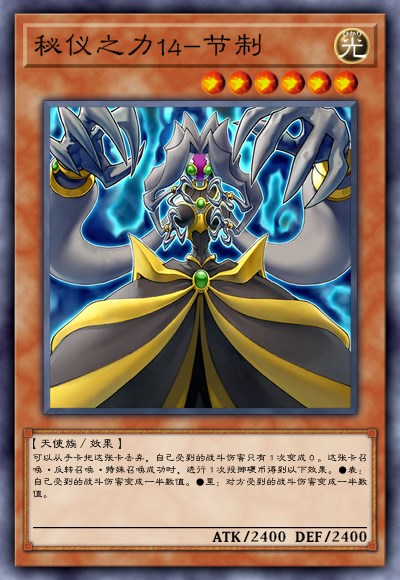 秘仪之力14-节制
光
ひかり
【天使族/效果】
可以从手卡把这张卡丢弃，自己受到的战斗伤害只有1次变成0。这张卡召
唤·反转召唤·特殊召唤成功时，进行1次投掷硬币得到以下效果。●表：
自己受到的战斗伤害变成一半数值。●里：对方受到的战斗伤害变成一半数
值。
ATK/2400 DEF/2400